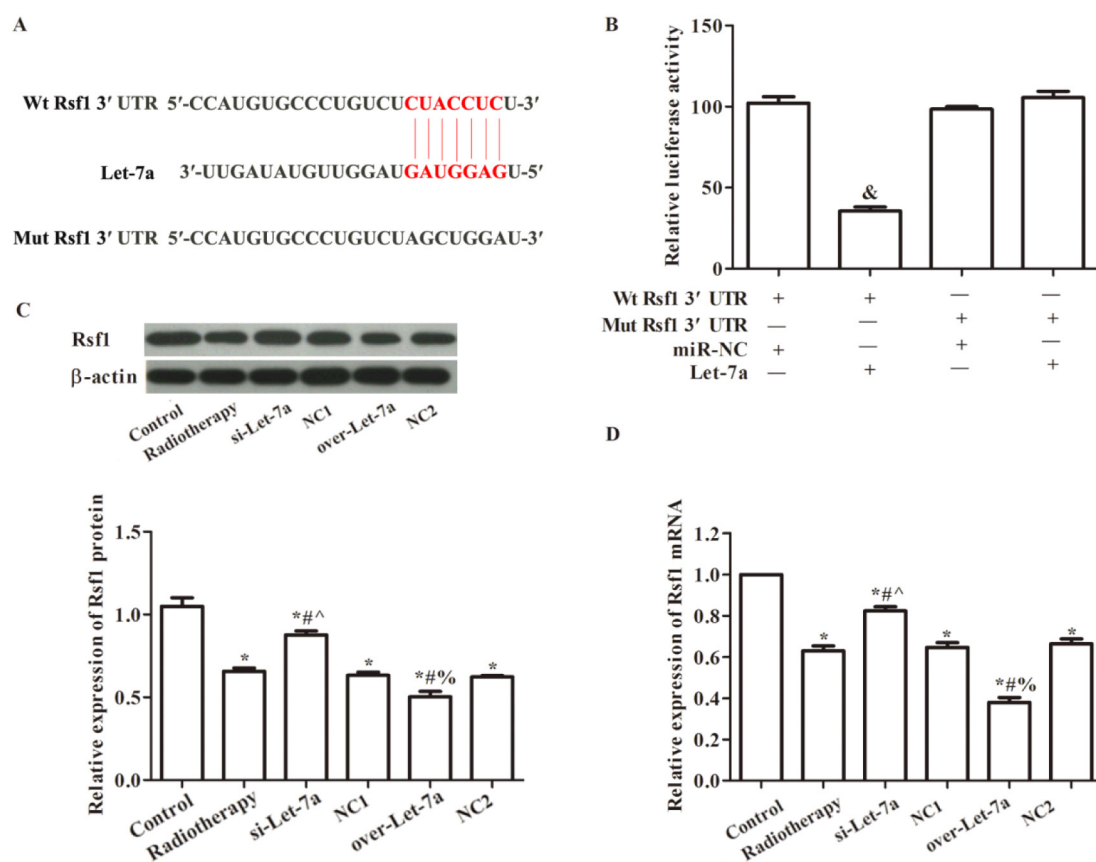 A
Wt Rsf1 3′ UTR 5′-CCAUGUGCCCUGUCUCUACCUCU-3′
Let-7a 3′-UUGAUAUGUUGGAUGAUGGAGU-5′
Mut Rsf1 3′ UTR 5′-CCAUGUGCCCUGUCUAGCUGGAU-3′
B
Relative luciferase activity
150
100
50
0
&
Wt Rsf1 3′ UTR + + — —
Mut Rsf1 3′ UTR — — + +
miR-NC + — + —
Let-7a — + — +
C
Rsf1
β-actin
Control Radiotherapy si-Let-7a NC1 over-Let-7a NC2
Relative expression of Rsf1 protein
1.5
1.0
0.5
0.0
* *#^ * *#% *
Control Radiotherapy si-Let-7a NC1 over-Let-7a NC2
D
Relative expression of Rsf1 mRNA
1.2
1.0
0.8
0.6
0.4
0.2
0.0
* *#^ * *#% *
Control Radiotherapy si-Let-7a NC1 over-Let-7a NC2